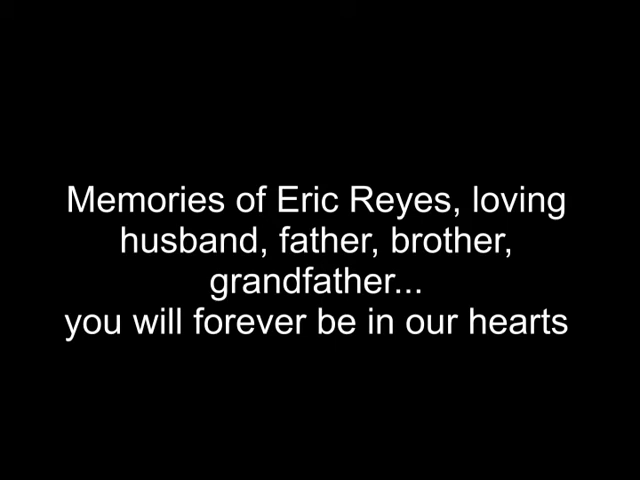 Memories of Eric Reyes, loving
husband, father, brother,
grandfather...
you will forever be in our hearts